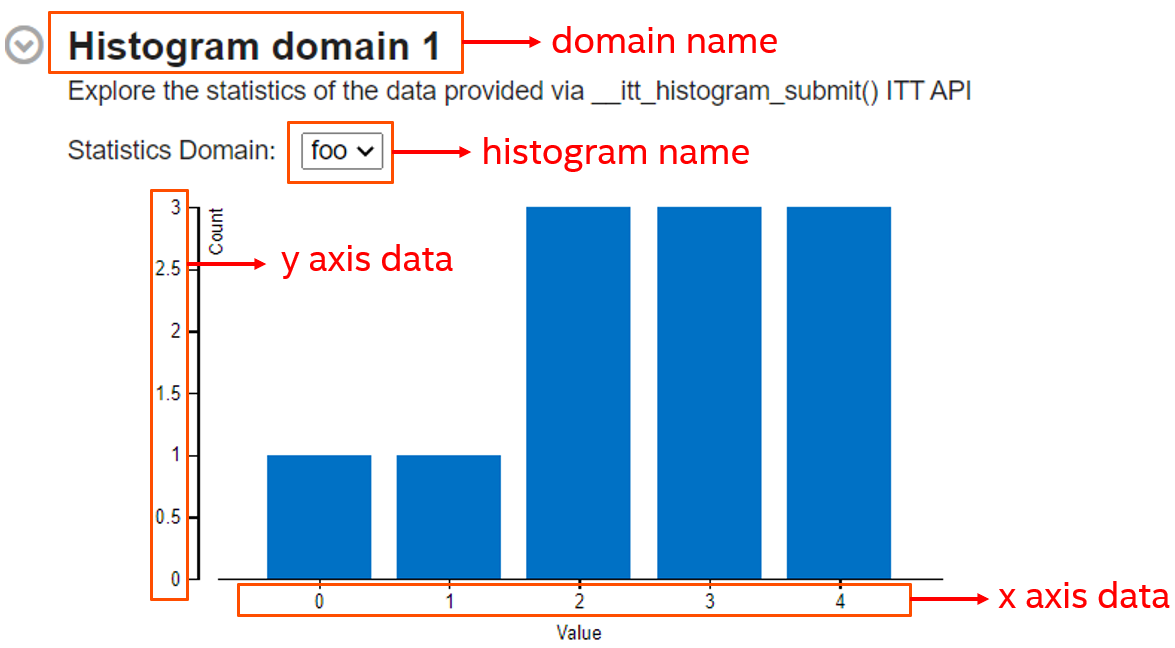 Histogram domain 1
domain name
Explore the statistics of the data provided via __itt_histogram_submit() ITT API
Statistics Domain:
foo
histogram name
3
Count
y axis data
2.5
2
1.5
1
0.5
0
0 1 2 3 4
x axis data
Value